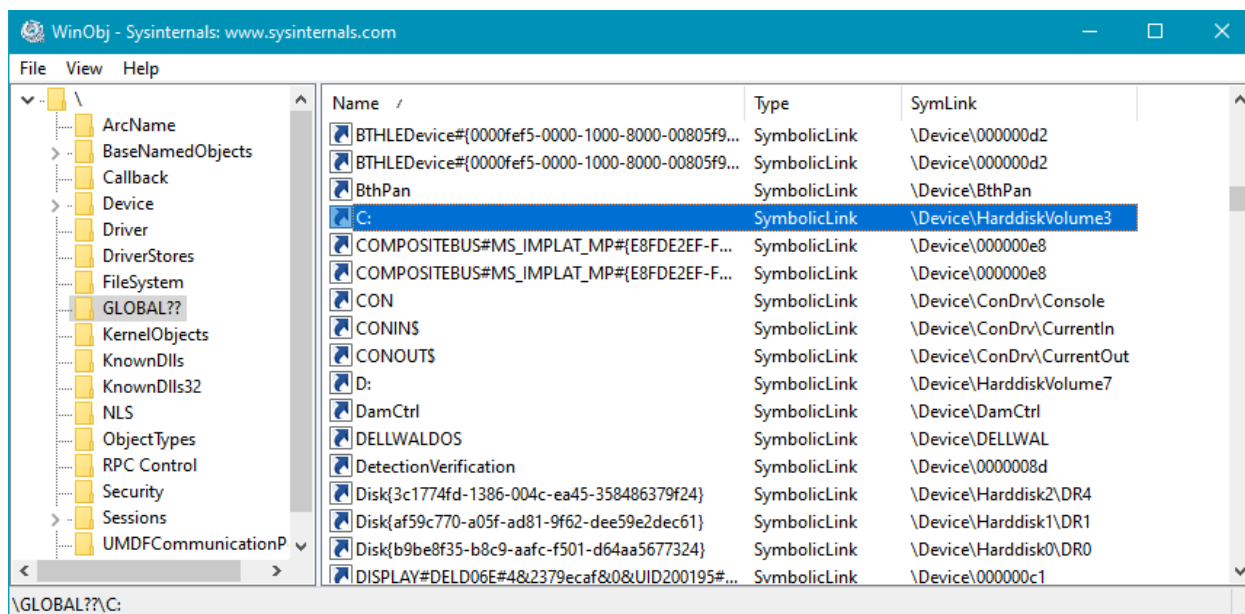 WinObj - Sysinternals: www.sysinternals.com
File View Help
\
ArcName
BaseNamedObjects
Callback
Device
Driver
DriverStores
FileSystem
GLOBAL??
KernelObjects
KnownDlls
KnownDlls32
NLS
ObjectTypes
RPC Control
Security
Sessions
UMDFCommunicationP
Name Type SymLink
BTHLEDevice#{0000fef5-0000-1000-8000-00805f9... SymbolicLink \Device\000000d2
BTHLEDevice#{0000fef5-0000-1000-8000-00805f9... SymbolicLink \Device\000000d2
BthPan SymbolicLink \Device\BthPan
C: SymbolicLink \Device\HarddiskVolume3
COMPOSITEBUS#MS_IMPLAT_MP#{E8FDE2EF-F... SymbolicLink \Device\000000e8
COMPOSITEBUS#MS_IMPLAT_MP#{E8FDE2EF-F... SymbolicLink \Device\000000e8
CON SymbolicLink \Device\ConDrv\Console
CONIN$ SymbolicLink \Device\ConDrv\CurrentIn
CONOUT$ SymbolicLink \Device\ConDrv\CurrentOut
D: SymbolicLink \Device\HarddiskVolume7
DamCtrl SymbolicLink \Device\DamCtrl
DELLWALDOS SymbolicLink \Device\DELLWAL
DetectionVerification SymbolicLink \Device\0000008d
Disk{3c1774fd-1386-004c-ea45-358486379f24} SymbolicLink \Device\Harddisk2\DR4
Disk{af59c770-a05f-ad81-9f62-dee59e2dec61} SymbolicLink \Device\Harddisk1\DR1
Disk{b9be8f35-b8c9-aafc-f501-d64aa5677324} SymbolicLink \Device\Harddisk0\DR0
DISPLAY#DELD06E#4&2379ecaf&0&UID200195#... SymbolicLink \Device\000000c1
\GLOBAL??\C: